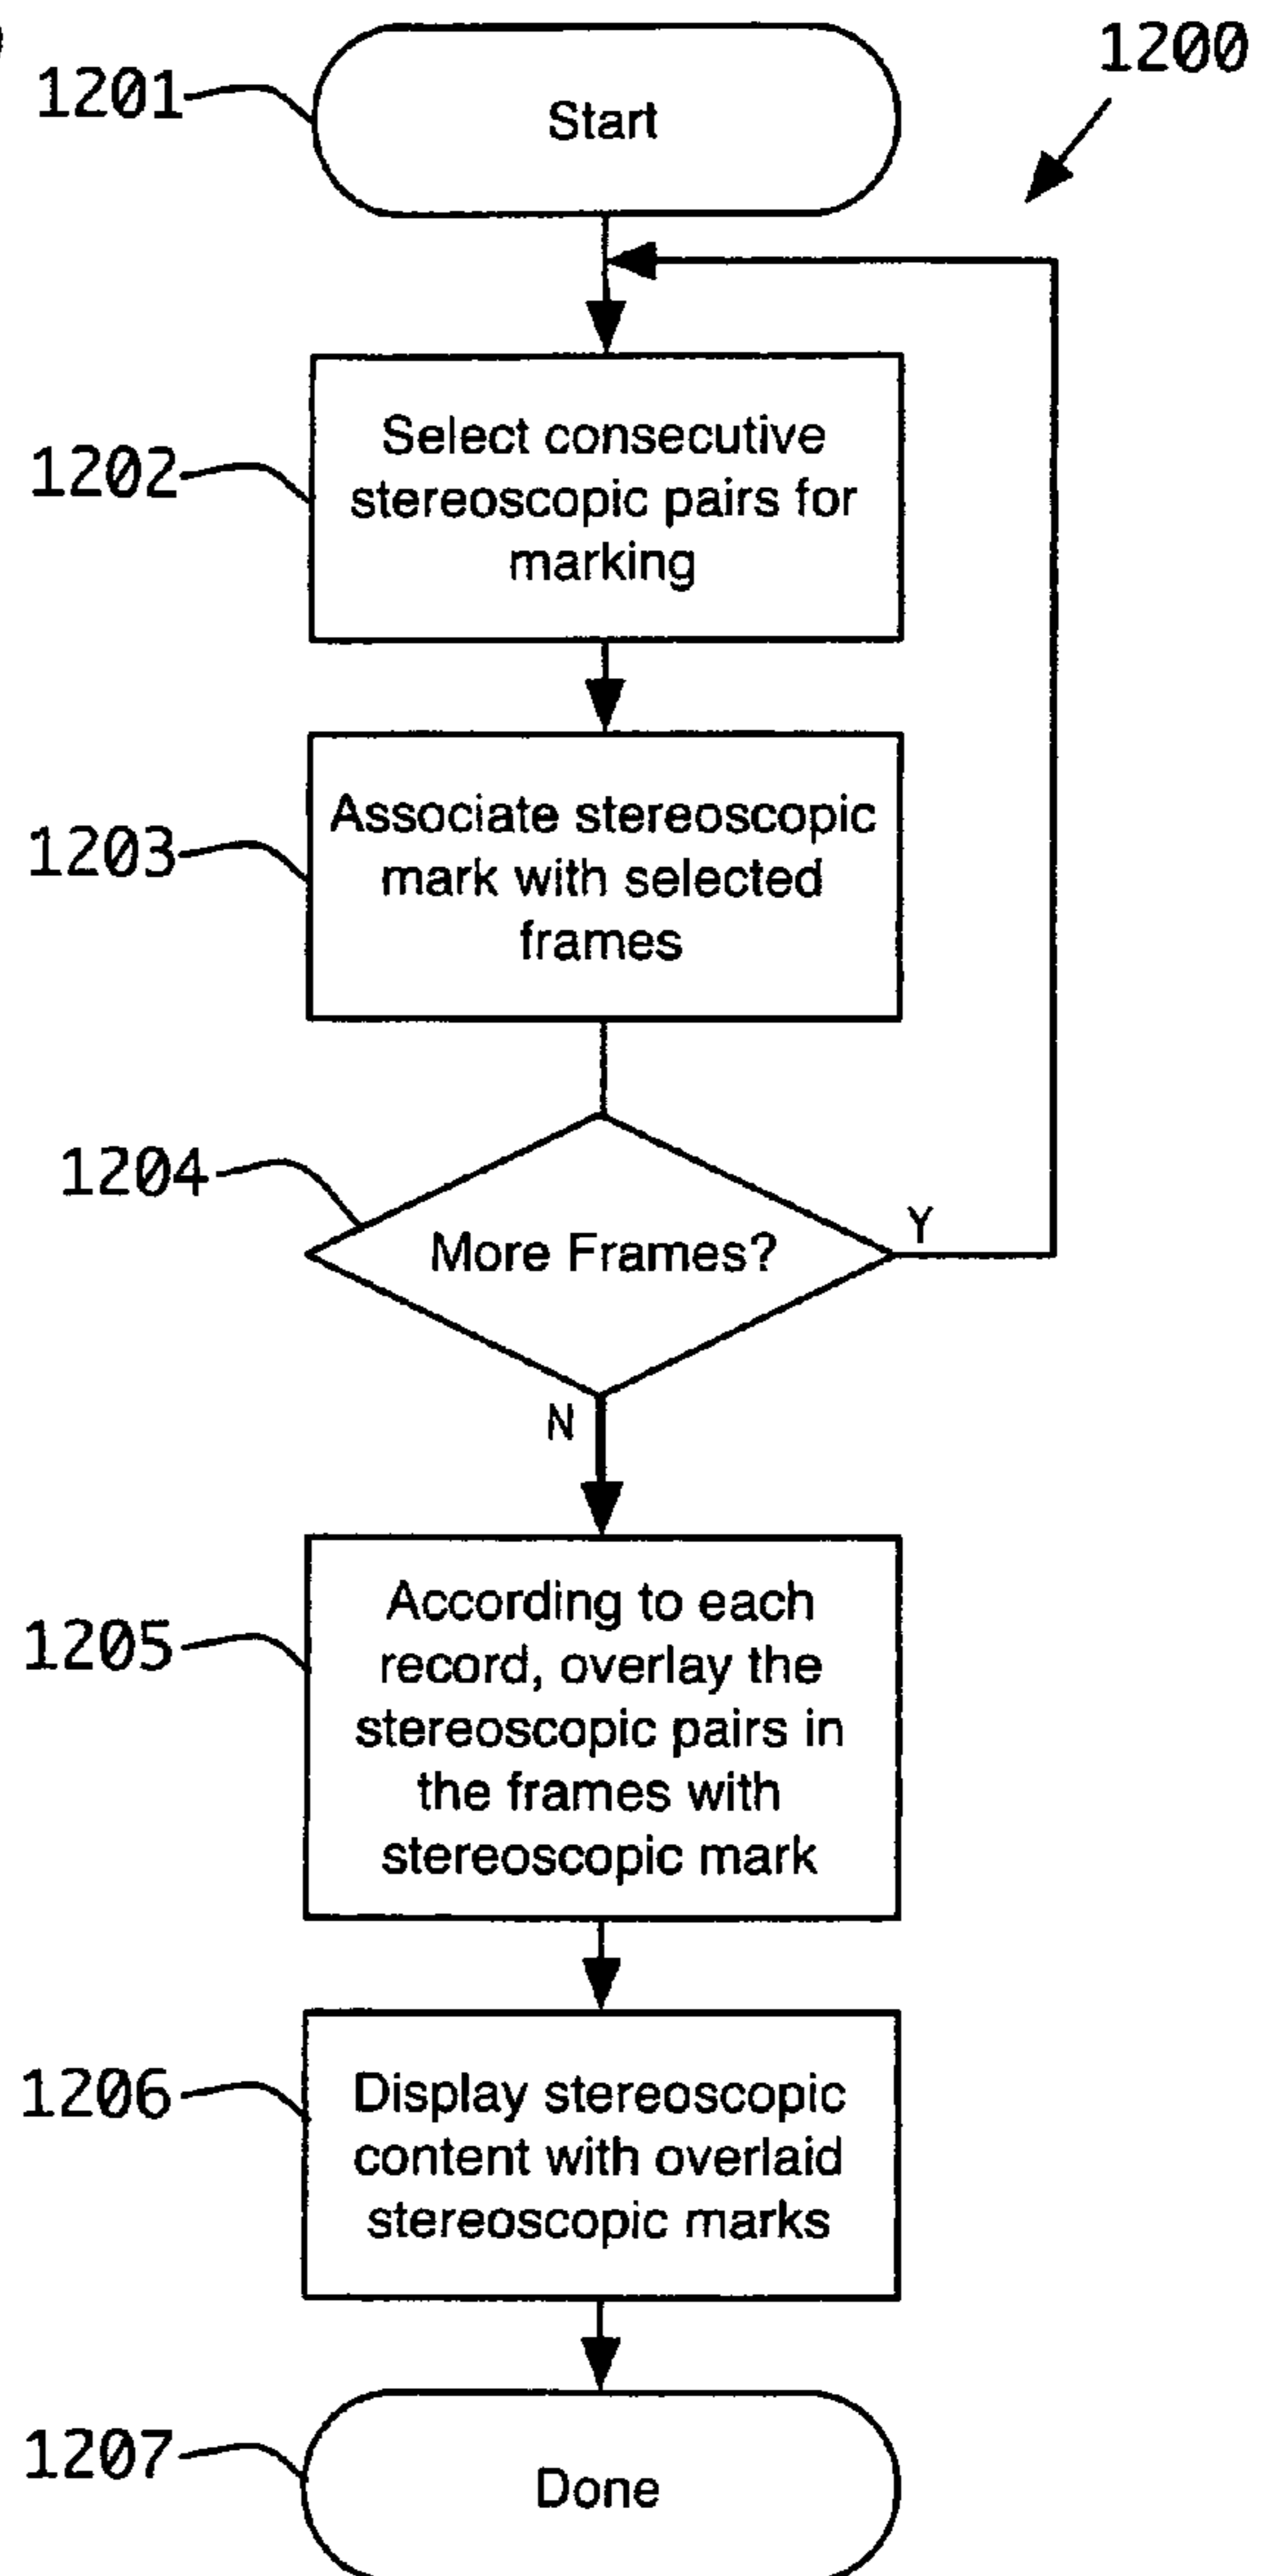 1200
1201
Start
1202
Select consecutive
stereoscopic pairs for
marking
1203
Associate stereoscopic
mark with selected
frames
1204
More Frames?
Y
N
1205
According to each
record, overlay the
stereoscopic pairs in
the frames with
stereoscopic mark
1206
Display stereoscopic
content with overlaid
stereoscopic marks
1207
Done